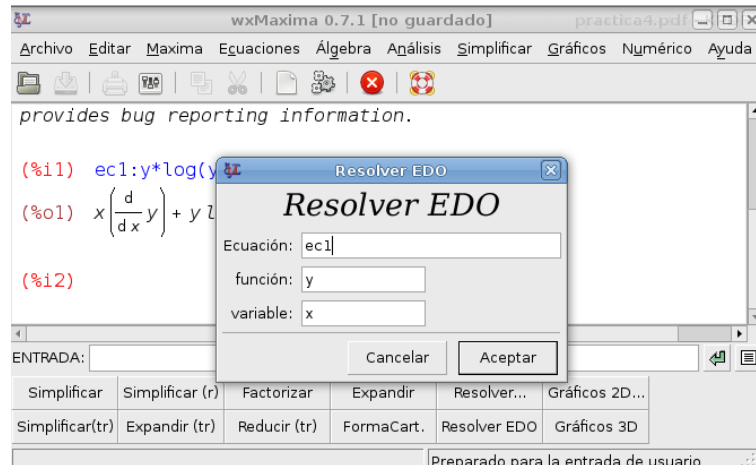 wxMaxima 0.7.1 [no guardado] practica4.pdf
Archivo Editar Maxima Ecuaciones Álgebra Análisis Simplificar Gráficos Numérico Ayuda
provides bug reporting information.
(%i1) ec1:y*log(y
(%o1) x (d/dx y) + y l
(%i2)
Resolver EDO
Resolver EDO
Ecuación: ec1
función: y
variable: x
Cancelar Aceptar
ENTRADA:
Simplificar Simplificar (r) Factorizar Expandir Resolver... Gráficos 2D...
Simplificar(tr) Expandir (tr) Reducir (tr) FormaCart. Resolver EDO Gráficos 3D
Preparado para la entrada de usuario